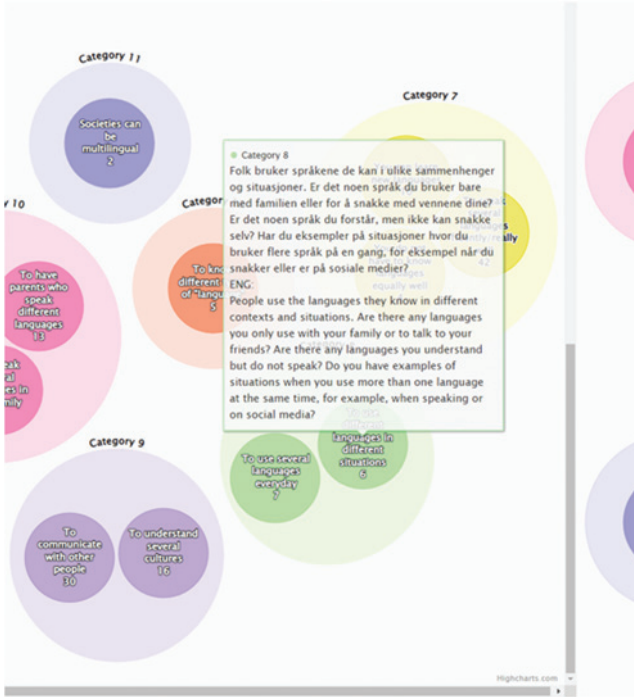 Category 11
Societies can
be
multilingual
2
Category 7
Category 8
Folk bruker språkene de kan i ulike sammenhenger
og situasjoner. Er det noen språk du bruker bare
med familien eller for å snakke med vennene dine?
Er det noen språk du forstår, men ikke kan snakke
selv? Har du eksempler på situasjoner hvor du
bruker flere språk på en gang, for eksempel når du
snakker eller er på sosiale medier?
ENG:
People use the languages they know in different
contexts and situations. Are there any languages
you only use with your family or to talk to your
friends? Are there any languages you understand
but do not speak? Do you have examples of
situations when you use more than one language
at the same time, for example, when speaking or
on social media?
10
To have
parents who
speak
different
languages
13
different
5
42
equally well
languages in
different
situations
6
To use several
languages
everyday
7
Category 9
To
communicate
with other
people
30
To understand
several
cultures
16
Highcharts.com